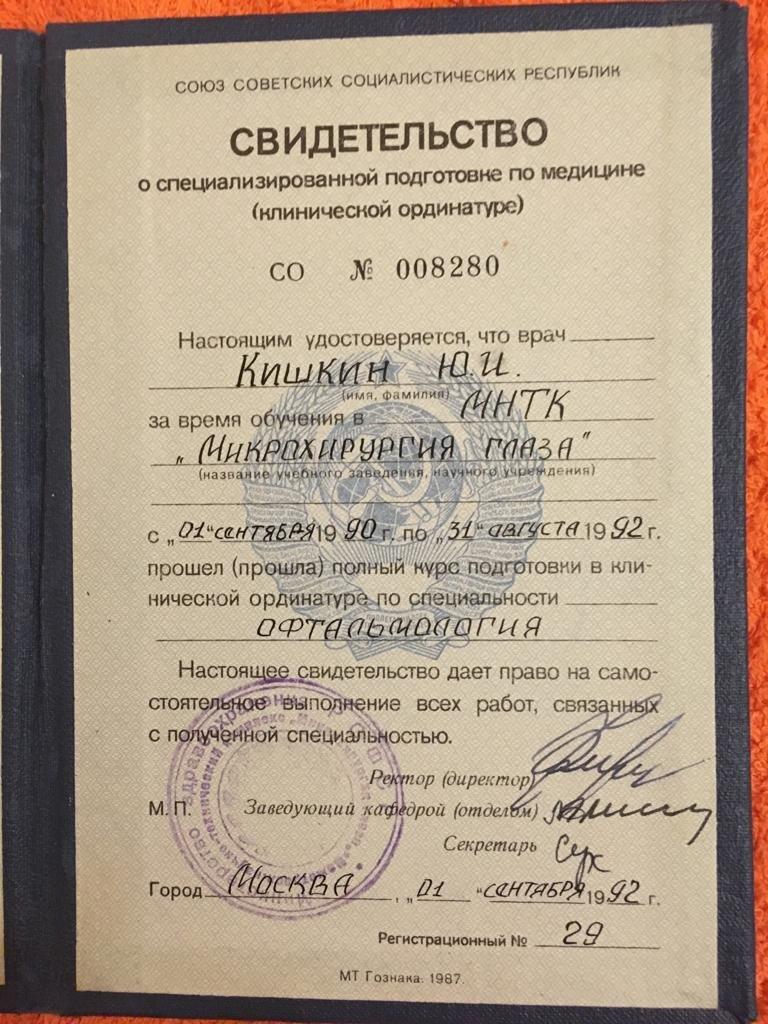 СОЮЗ СОВЕТСКИХ СОЦИАЛИСТИЧЕСКИХ РЕСПУБЛИК
СВИДЕТЕЛЬСТВО
о специализированной подготовке по медицине
(клинической ординатуре)
СО № 008280
Настоящим удостоверяется, что врач
Кишкин Ю.И.
(имя, фамилия)
за время обучения в МНТК
„Микрохирургия глаза"
(название учебного заведения, научного учреждения)
с „01" сентября 1990 г. по „31" августа 1992 г.
прошел (прошла) полный курс подготовки в кли-
нической ординатуре по специальности
ОФТАЛЬМОЛОГИЯ
Настоящее свидетельство дает право на само-
стоятельное выполнение всех работ, связанных
с полученной специальностью.
Ректор (директор)
М. П. Заведующий кафедрой (отделом)
Секретарь
Город Москва, „01" сентября 1992 г.
Регистрационный № 29
МТ Гознака. 1987.